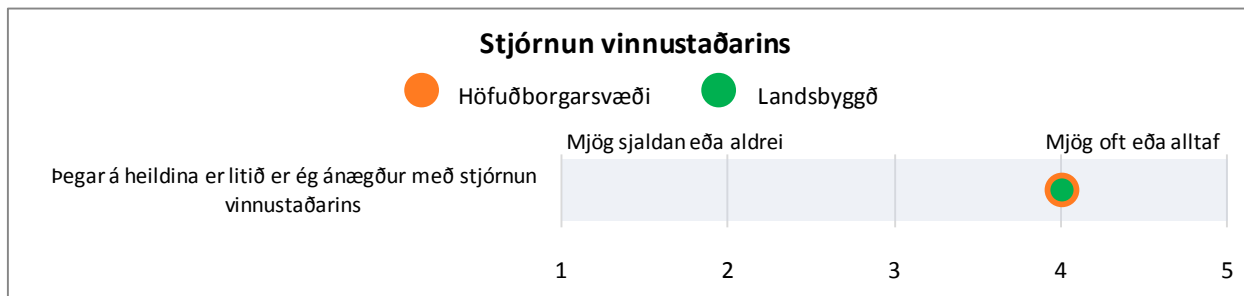 Stjórnun vinnustaðarins
Höfuðborgarsvæði Landsbyggð
Mjög sjaldan eða aldrei Mjög oft eða alltaf
Þegar á heildina er litið er ég ánægður með stjórnun
vinnustaðarins
1 2 3 4 5